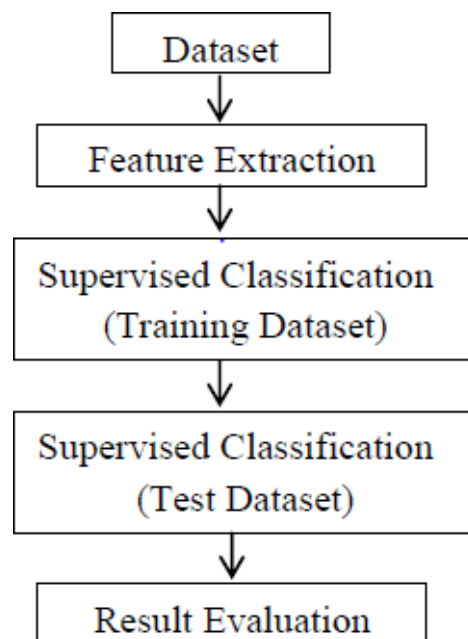 Dataset
Feature Extraction
Supervised Classification
(Training Dataset)
Supervised Classification
(Test Dataset)
Result Evaluation